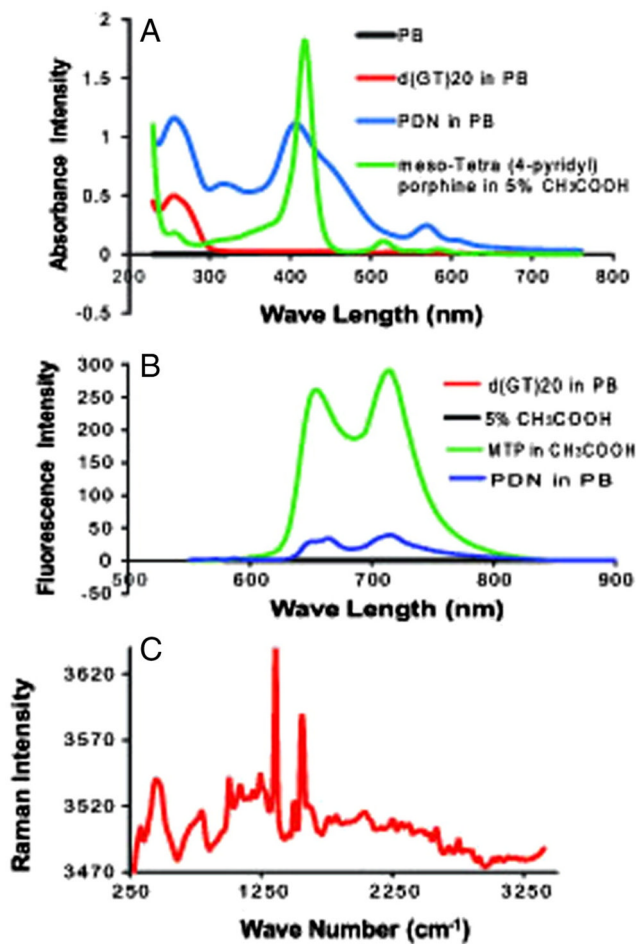 A
2
1.5
1
0.5
0
-0.5
Absorbance Intensity
200 300 400 500 600 700 800
Wave Length (nm)
PB
d(GT)20 in PB
PDN in PB
meso-Tetra (4-pyridyl)
porphine in 5% CH₃COOH
B
300
250
200
150
100
50
0
-50
Fluorescence Intensity
500 600 700 800 900
Wave Length (nm)
d(GT)20 in PB
5% CH₃COOH
MTP in CH₃COOH
PDN in PB
C
3620
3570
3520
3470
Raman Intensity
250 1250 2250 3250
Wave Number (cm⁻¹)